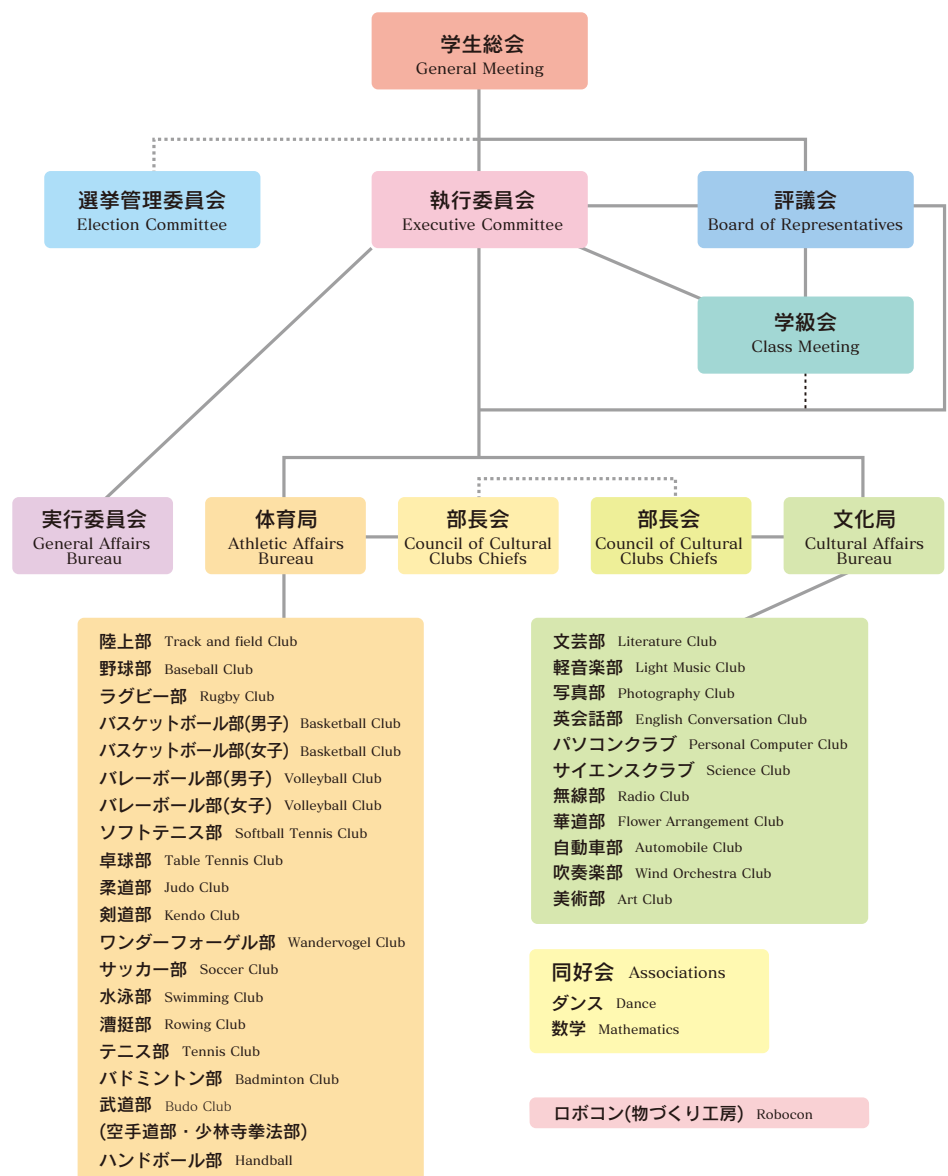 学生総会
General Meeting
選挙管理委員会
Election Committee
執行委員会
Executive Committee
評議会
Board of Representatives
学級会
Class Meeting
実行委員会
General Affairs
Bureau
体育局
Athletic Affairs
Bureau
部長会
Council of Cultural
Clubs Chiefs
部長会
Council of Cultural
Clubs Chiefs
文化局
Cultural Affairs
Bureau
陸上部 Track and field Club
野球部 Baseball Club
ラグビー部 Rugby Club
バスケットボール部(男子) Basketball Club
バスケットボール部(女子) Basketball Club
バレーボール部(男子) Volleyball Club
バレーボール部(女子) Volleyball Club
ソフトテニス部 Softball Tennis Club
卓球部 Table Tennis Club
柔道部 Judo Club
剣道部 Kendo Club
ワンダーフォーゲル部 Wandervogel Club
サッカー部 Soccer Club
水泳部 Swimming Club
漕挺部 Rowing Club
テニス部 Tennis Club
バドミントン部 Badminton Club
武道部 Budo Club
(空手道部・少林寺拳法部)
ハンドボール部 Handball
文芸部 Literature Club
軽音楽部 Light Music Club
写真部 Photography Club
英会話部 English Conversation Club
パソコンクラブ Personal Computer Club
サイエンスクラブ Science Club
無線部 Radio Club
華道部 Flower Arrangement Club
自動車部 Automobile Club
吹奏楽部 Wind Orchestra Club
美術部 Art Club
同好会 Associations
ダンス Dance
数学 Mathematics
ロボコン(物づくり工房) Robocon